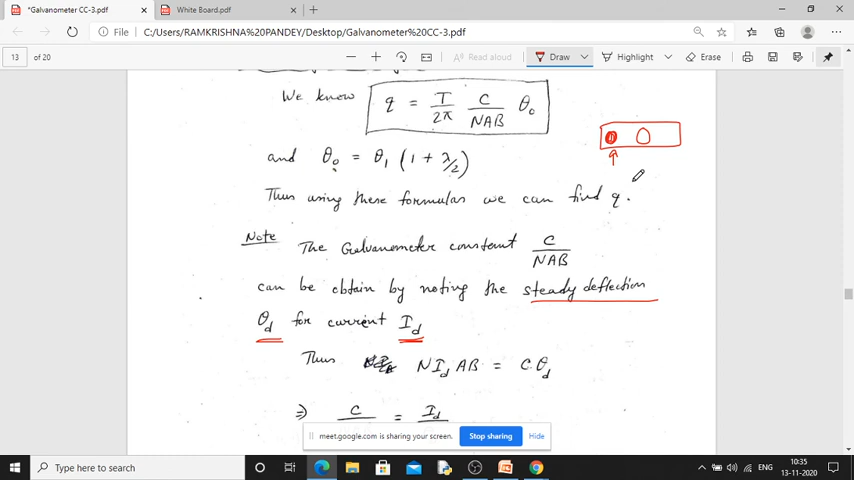 *Galvanometer CC-3.pdf
White Board.pdf
C:/Users/RAMKRISHNA%20PANDEY/Desktop/Galvanometer%20CC-3.pdf
13 of 20
Read aloud
Draw
Highlight
Erase
We know q = T/2π C/NAB θ₀
and θ₀ = θ₁ (1 + λ/2)
Thus using these formulas we can find q.
Note The Galvanometer constant C/NAB
can be obtain by noting the steady deflection
θd for current Id
Thus N Id AB = C θd
⇒ C = Id
meet.google.com is sharing your screen.
Stop sharing
Hide
Type here to search
ENG
10:35
13-11-2020